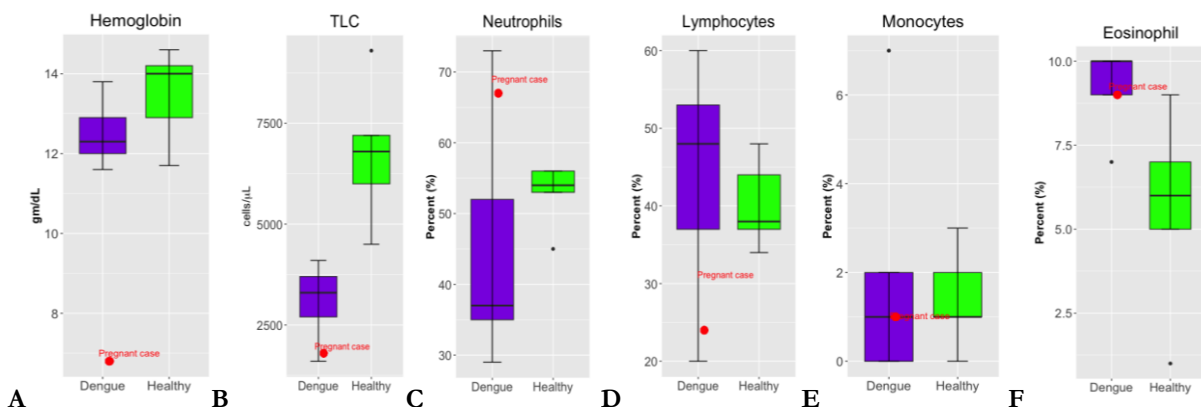 Hemoglobin
gm/dL
14
12
10
8
Pregnant case
Dengue Healthy
A
TLC
cells/μL
7500
5000
2500
Pregnant case
Dengue Healthy
B
Neutrophils
Percent (%)
70
60
50
40
30
Pregnant case
Dengue Healthy
C
Lymphocytes
Percent (%)
60
50
40
30
20
Pregnant case
Dengue Healthy
D
Monocytes
Percent (%)
6
4
2
0
Pregnant case
Dengue Healthy
E
Eosinophil
Percent (%)
10.0
7.5
5.0
2.5
Pregnant case
Dengue Healthy
F